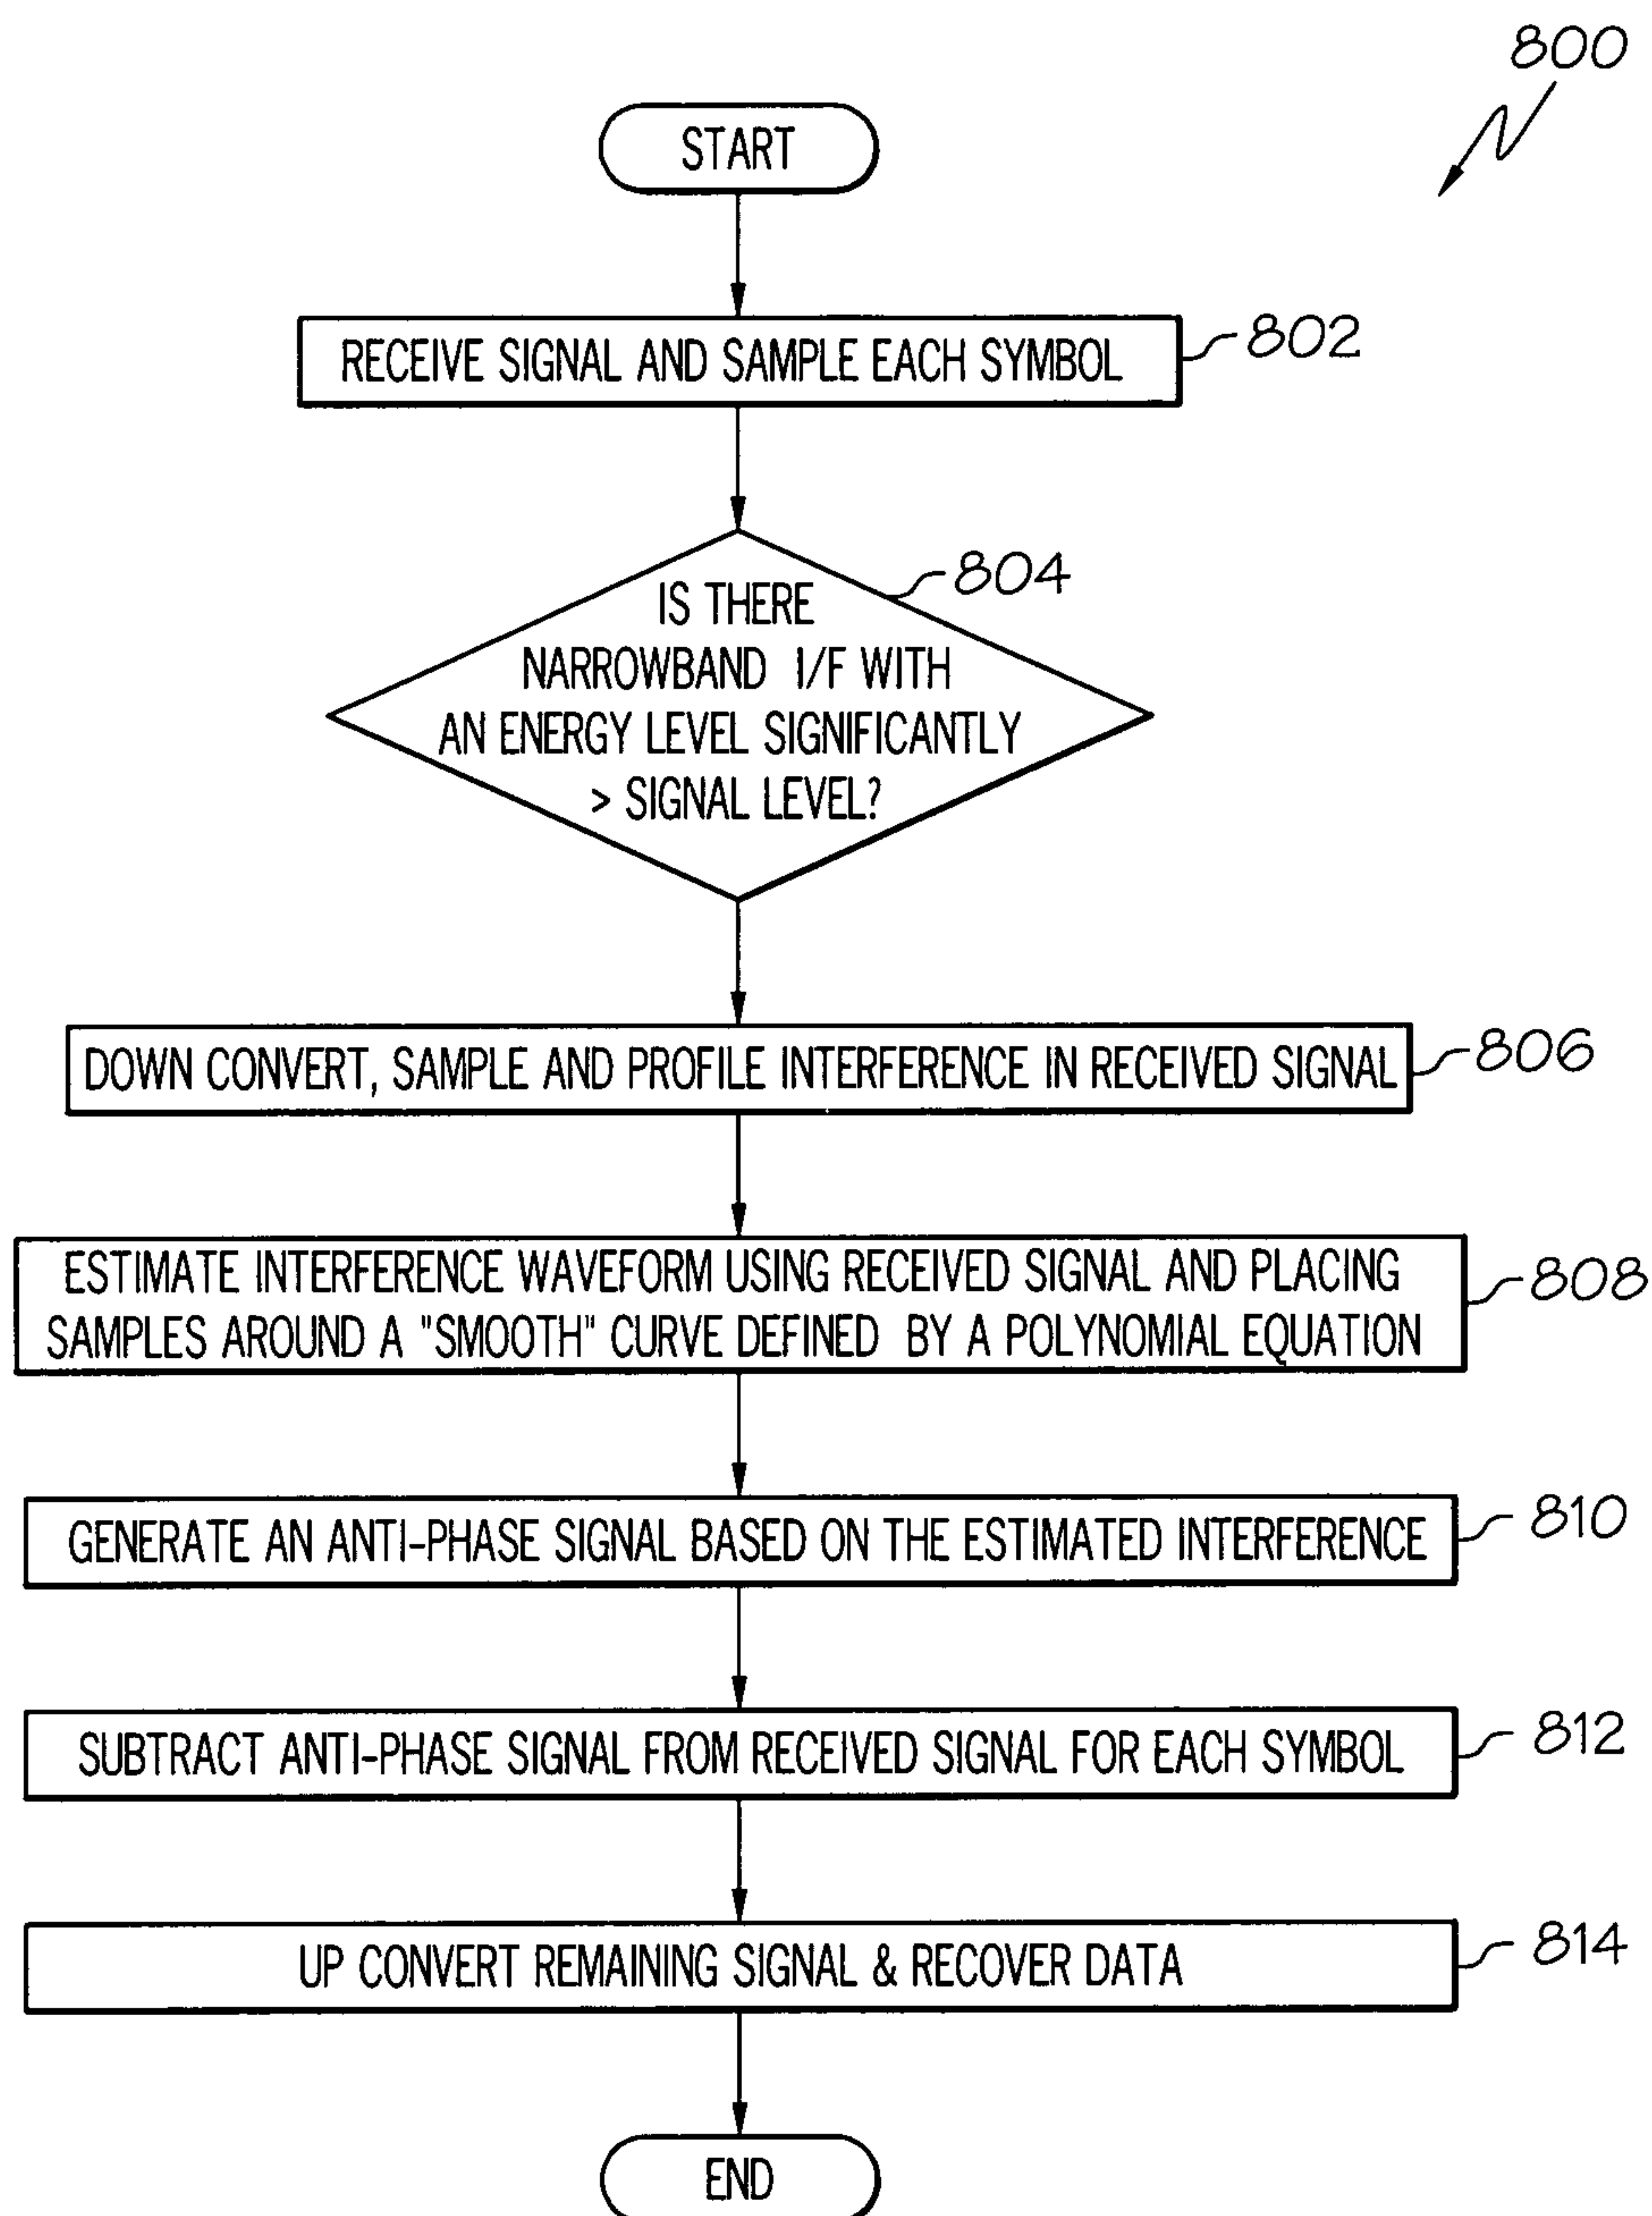 800
START
RECEIVE SIGNAL AND SAMPLE EACH SYMBOL
802
804
IS THERE
NARROWBAND I/F WITH
AN ENERGY LEVEL SIGNIFICANTLY
> SIGNAL LEVEL?
DOWN CONVERT, SAMPLE AND PROFILE INTERFERENCE IN RECEIVED SIGNAL
806
ESTIMATE INTERFERENCE WAVEFORM USING RECEIVED SIGNAL AND PLACING
SAMPLES AROUND A "SMOOTH" CURVE DEFINED BY A POLYNOMIAL EQUATION
808
GENERATE AN ANTI-PHASE SIGNAL BASED ON THE ESTIMATED INTERFERENCE
810
SUBTRACT ANTI-PHASE SIGNAL FROM RECEIVED SIGNAL FOR EACH SYMBOL
812
UP CONVERT REMAINING SIGNAL & RECOVER DATA
814
END